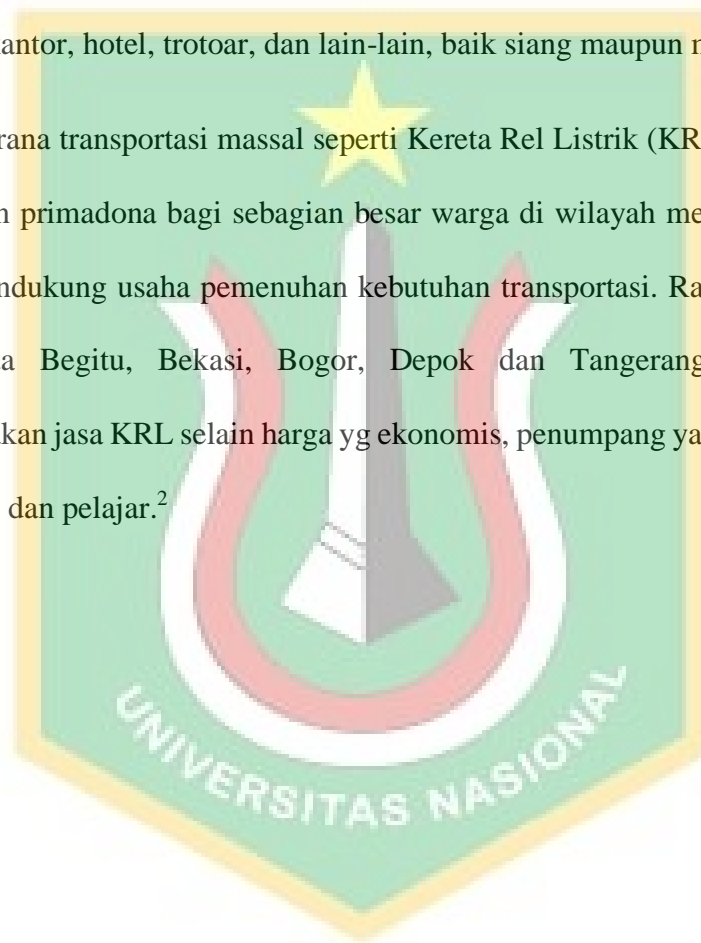 antor, hotel, trotoar, dan lain-lain, baik siang maupun
rana transportasi massal seperti Kereta Rel Listrik (KR
primadona bagi sebagian besar warga di wilayah me
ndukung usaha pemenuhan kebutuhan transportasi. Ra
a Begitu, Bekasi, Bogor, Depok dan Tangerang
akan jasa KRL selain harga yg ekonomis, penumpang ya
dan pelajar.2
UNIVERSITAS NASIONAL